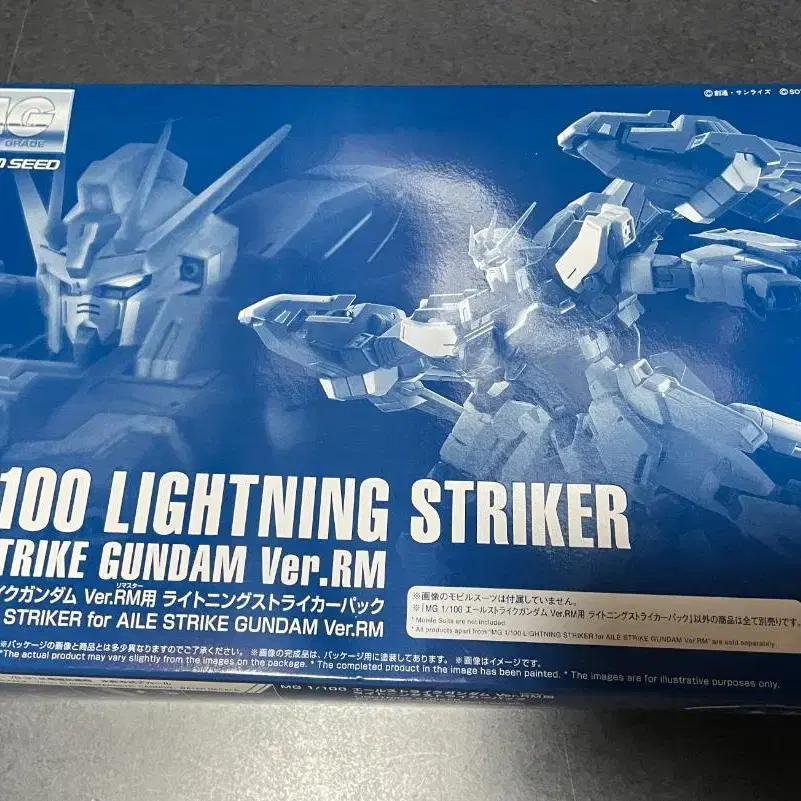 ©創通・サンライズ ©SOT
MG
GRADE
SEED
100 LIGHTNING STRIKER
TRIKE GUNDAM Ver.RM
リマスター
イクガンダム Ver.RM用 ライトニングストライカーパック
STRIKER for AILE STRIKE GUNDAM Ver.RM
※画像のモビルスーツは付属していません。
※「MG 1/100 エールストライクガンダム Ver.RM用 ライトニングストライカーパック」以外の商品は全て別売りです。
* Mobile Suits are not included.
* All products apart from "MG 1/100 LIGHTNING STRIKER for AILE STRIKE GUNDAM Ver.RM" are sold separately.
※パッケージの画像と商品とは多少異なりますのでご了承ください。 ※画像の完成品は、パッケージ用に塗装してあります。 ※画像はイメージです。
*The actual product may vary slightly from the images on the package. * The completed product in the image has been painted. * The images are for illustrative purposes only.
MG 1/100 エールストライクガンダム Ver.RM用